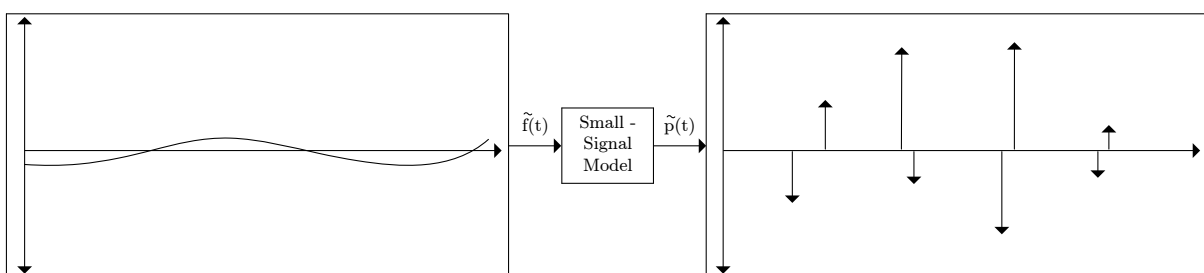 f̃(t)
Small -
Signal
Model
p̃(t)